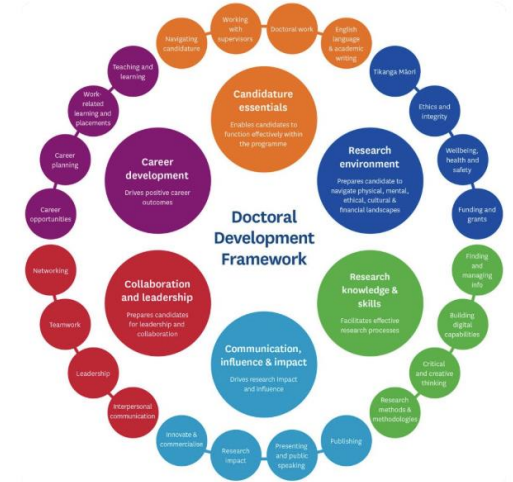 Doctoral
Development
Framework
Candidature
essentials
Enables candidates to
function effectively within
the programme
Navigating
candidature
Working
with
supervisors
Doctoral work
English
language
& academic
writing
Research
environment
Prepares candidate to
navigate physical, mental,
ethical, cultural &
financial landscapes
Tikanga Māori
Ethics and
integrity
Wellbeing,
health and
safety
Funding and
grants
Research
knowledge &
skills
Facilitates effective
research processes
Finding
and
managing
info
Building
digital
capabilities
Critical
and creative
thinking
Research
methods &
methodologies
Communication,
influence & impact
Drives research impact
and influence
Publishing
Presenting
and public
speaking
Research
impact
Innovate &
commercialise
Collaboration
and leadership
Prepares candidates
for leadership and
collaboration
Interpersonal
communication
Leadership
Teamwork
Networking
Career
development
Drives positive career
outcomes
Career
opportunities
Career
planning
Work-
related
learning and
placements
Teaching and
learning